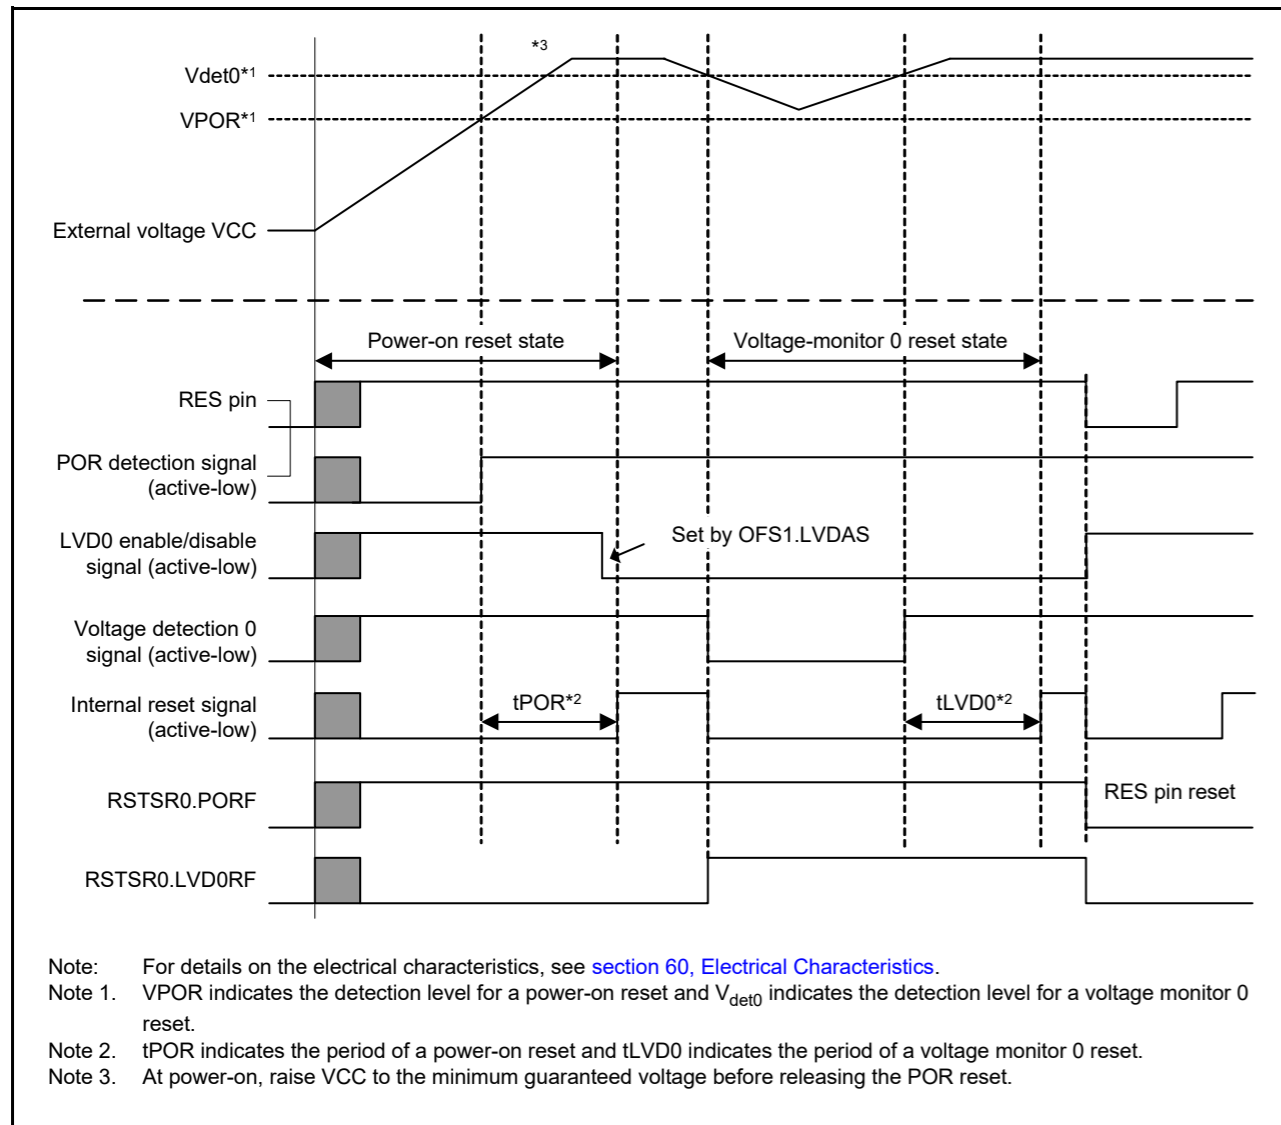 *3
Vdet0*1
VPOR*1
External voltage VCC
Power-on reset state
Voltage-monitor 0 reset state
RES pin
POR detection signal
(active-low)
LVD0 enable/disable
signal (active-low)
Set by OFS1.LVDAS
Voltage detection 0
signal (active-low)
Internal reset signal
(active-low)
tPOR*2
tLVD0*2
RSTSR0.PORF
RES pin reset
RSTSR0.LVD0RF
Note: For details on the electrical characteristics, see section 60, Electrical Characteristics.
Note 1. VPOR indicates the detection level for a power-on reset and Vdet0 indicates the detection level for a voltage monitor 0
reset.
Note 2. tPOR indicates the period of a power-on reset and tLVD0 indicates the period of a voltage monitor 0 reset.
Note 3. At power-on, raise VCC to the minimum guaranteed voltage before releasing the POR reset.